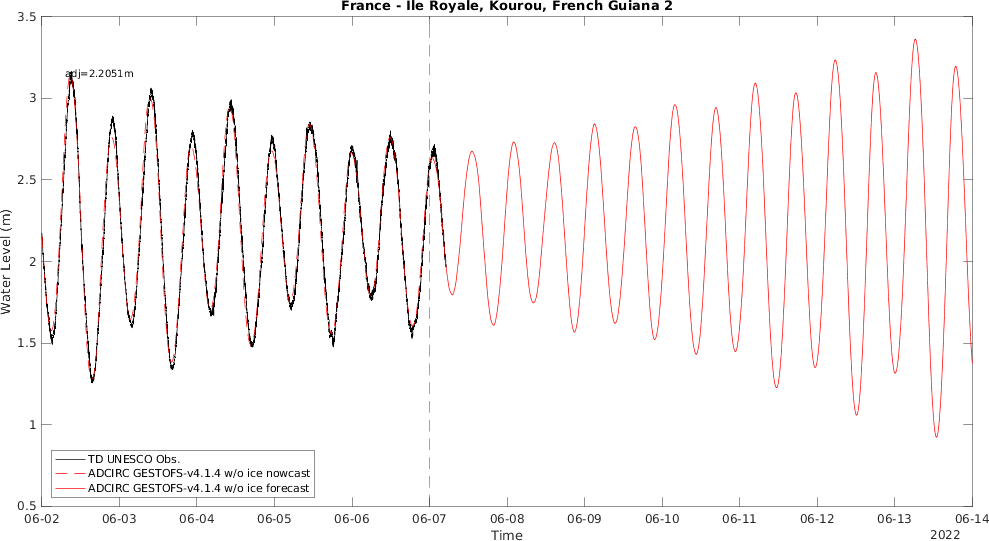 France - Ile Royale, Kourou, French Guiana 2
adj=2.2051m
3.5
3
2.5
2
1.5
1
0.5
Water Level (m)
TD UNESCO Obs.
ADCIRC GESTOFS-v4.1.4 w/o ice nowcast
ADCIRC GESTOFS-v4.1.4 w/o ice forecast
06-02 06-03 06-04 06-05 06-06 06-07 06-08 06-09 06-10 06-11 06-12 06-13 06-14
Time
2022